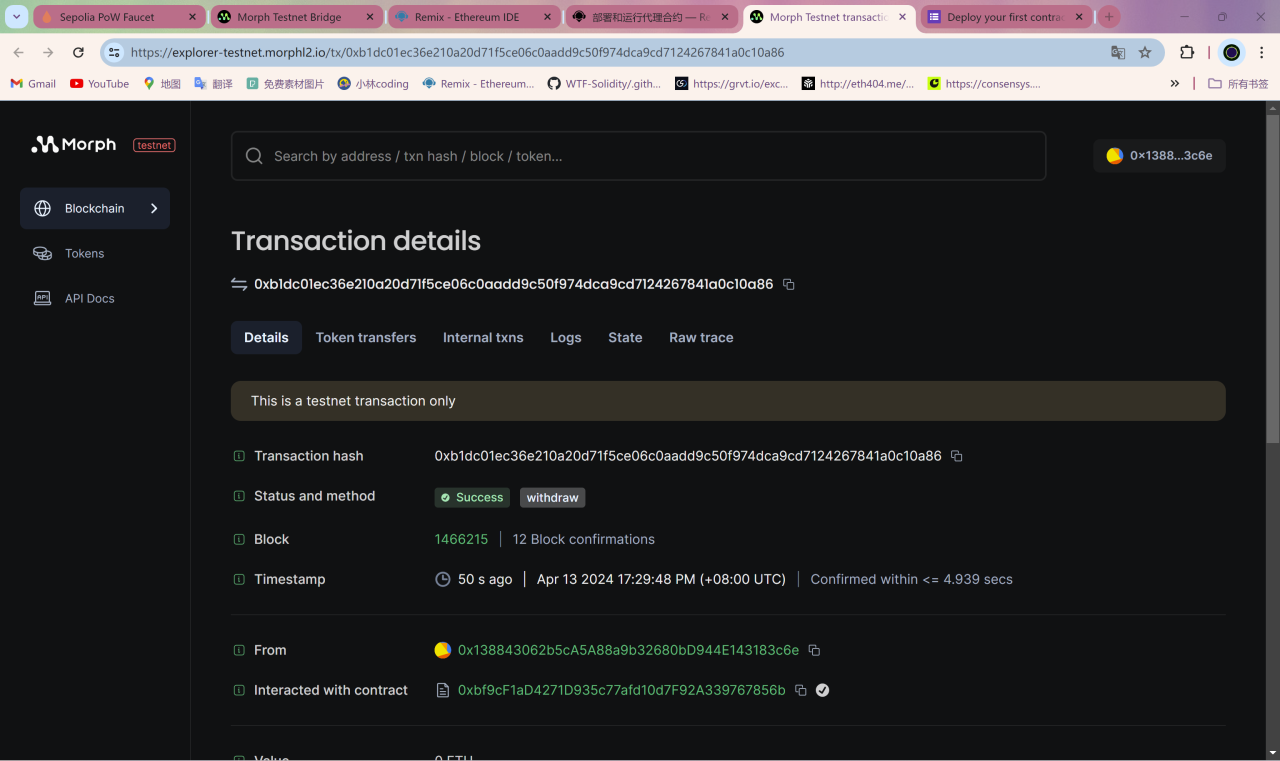 Sepolia PoW Faucet
Morph Testnet Bridge
Remix - Ethereum IDE
部署和运行代理合约 — R
Morph Testnet transacti
Deploy your first contra
https://explorer-testnet.morphl2.io/tx/0xb1dc01ec36e210a20d71f5ce06c0aadd9c50f974dca9cd7124267841a0c10a86
Gmail
YouTube
地图
翻译
免费素材图片
小林coding
Remix - Ethereum...
WTF-Solidity/.gith...
https://grvt.io/exc...
http://eth404.me/...
https://consensys....
»
所有书签
Morph
testnet
Search by address / txn hash / block / token...
0x1388...3c6e
Blockchain
Tokens
API Docs
Transaction details
0xb1dc01ec36e210a20d71f5ce06c0aadd9c50f974dca9cd7124267841a0c10a86
Details Token transfers Internal txns Logs State Raw trace
This is a testnet transaction only
Transaction hash 0xb1dc01ec36e210a20d71f5ce06c0aadd9c50f974dca9cd7124267841a0c10a86
Status and method Success withdraw
Block 1466215 | 12 Block confirmations
Timestamp 50 s ago | Apr 13 2024 17:29:48 PM (+08:00 UTC) | Confirmed within <= 4.939 secs
From 0x138843062b5cA5A88a9b32680bD944E143183c6e
Interacted with contract 0xbf9cF1aD4271D935c77afd10d7F92A339767856b
Value 0 ETH